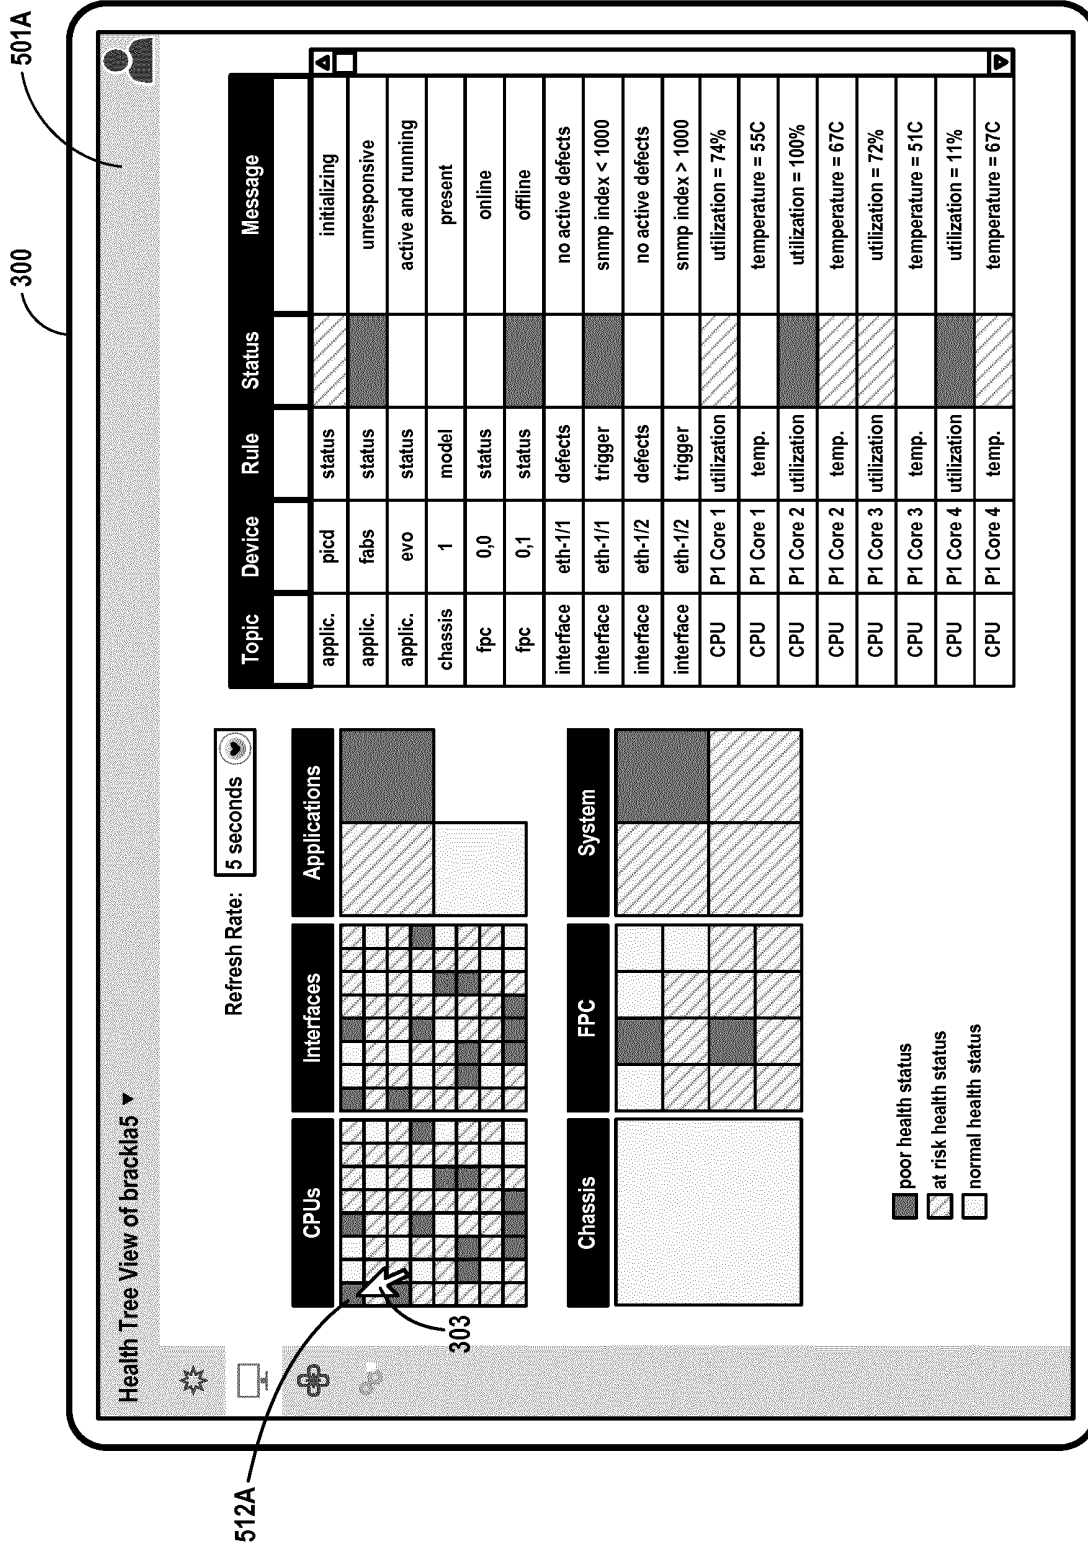 300
501A
Health Tree View of brackla5 ▼
Refresh Rate: 5 seconds
CPUs Interfaces Applications
Chassis FPC System
512A
303
poor health status
at risk health status
normal health status
Topic Device Rule Status Message
applic. picd status initializing
applic. fabs status unresponsive
applic. evo status active and running
chassis 1 model present
fpc 0,0 status online
fpc 0,1 status offline
interface eth-1/1 defects no active defects
interface eth-1/1 trigger snmp index < 1000
interface eth-1/2 defects no active defects
interface eth-1/2 trigger snmp index > 1000
CPU P1 Core 1 utilization utilization = 74%
CPU P1 Core 1 temp. temperature = 55C
CPU P1 Core 2 utilization utilization = 100%
CPU P1 Core 2 temp. temperature = 67C
CPU P1 Core 3 utilization utilization = 72%
CPU P1 Core 3 temp. temperature = 51C
CPU P1 Core 4 utilization utilization = 11%
CPU P1 Core 4 temp. temperature = 67C